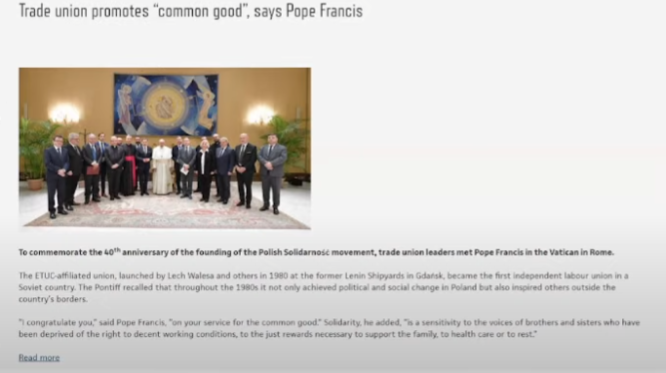 Trade union promotes “common good”, says Pope Francis
To commemorate the 40th anniversary of the founding of the Polish Solidarność movement, trade union leaders met Pope Francis in the Vatican in Rome.
The ETUC-affiliated union, launched by Lech Walesa and others in 1980 at the former Lenin Shipyards in Gdańsk, became the first independent labour union in a
Soviet country. The Pontiff recalled that throughout the 1980s it not only achieved political and social change in Poland but also inspired others outside the
country’s borders.
“I congratulate you,” said Pope Francis, “on your service for the common good.” Solidarity, he added, “is a sensitivity to the voices of brothers and sisters who have
been deprived of the right to decent working conditions, to the just rewards necessary to support the family, to health care or to rest.”
Read more